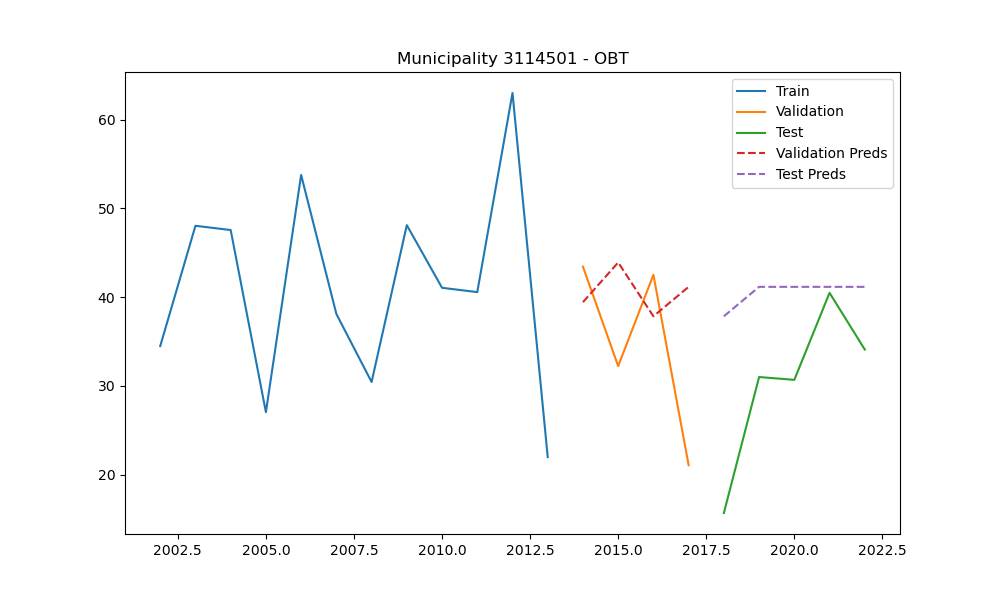 Municipality 3114501 - OBT
Train
Validation
Test
Validation Preds
Test Preds
60
50
40
30
20
2002.5 2005.0 2007.5 2010.0 2012.5 2015.0 2017.5 2020.0 2022.5